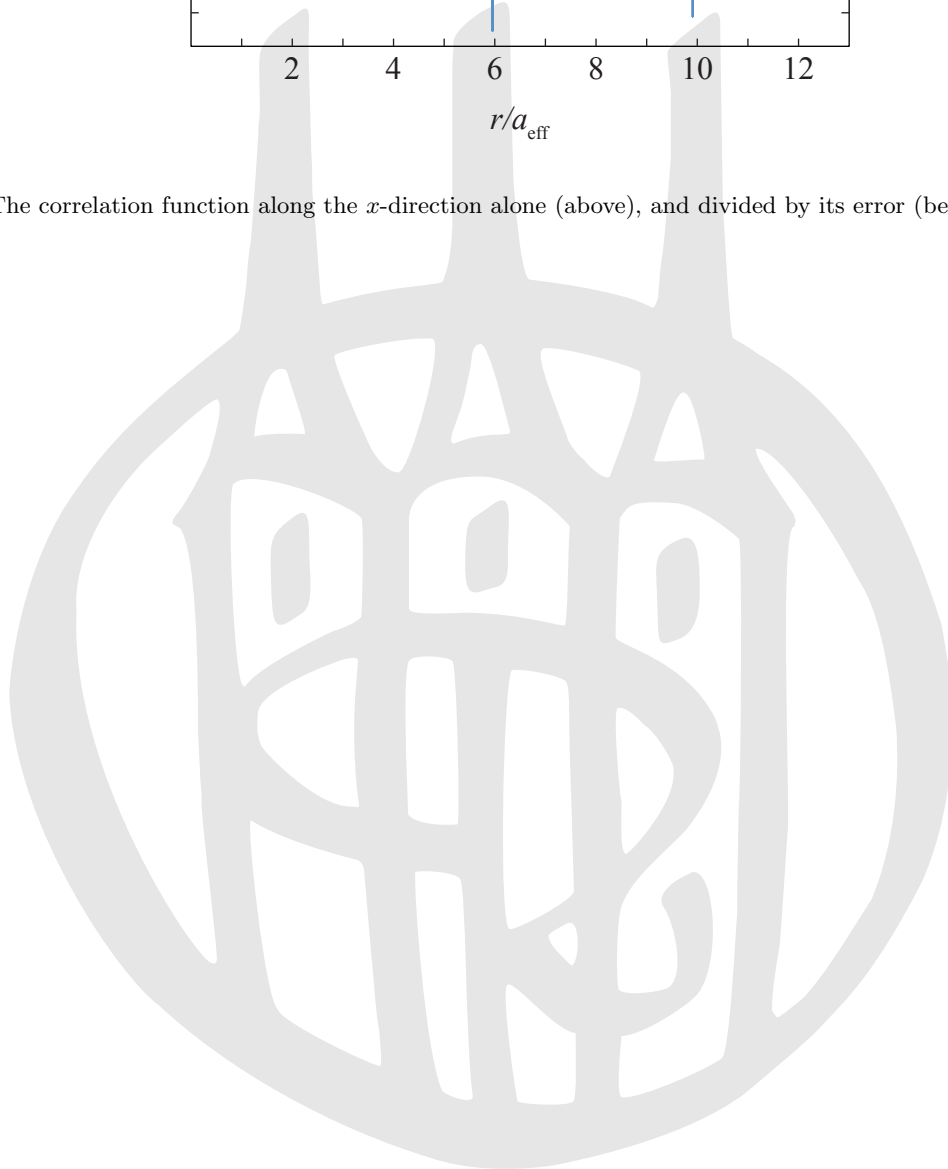 2 4 6 8 10 12
r/a_eff
The correlation function along the x-direction alone (above), and divided by its error (be